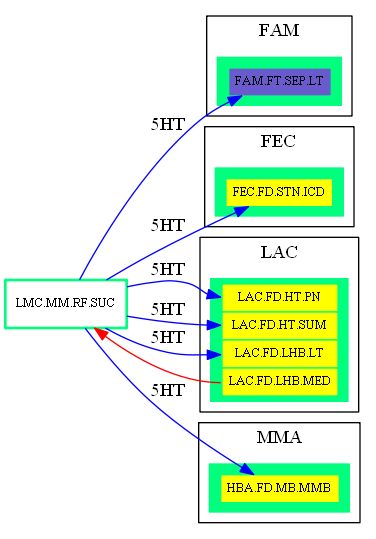 FAM
FAM.FT.SEP.LT
5HT
FEC
FEC.FD.STN.ICD
5HT
LAC
5HT
LAC.FD.HT.PN
LMC.MM.RF.SUC
5HT
LAC.FD.HT.SUM
5HT
LAC.FD.LHB.LT
LAC.FD.LHB.MED
5HT
MMA
HBA.FD.MB.MMB